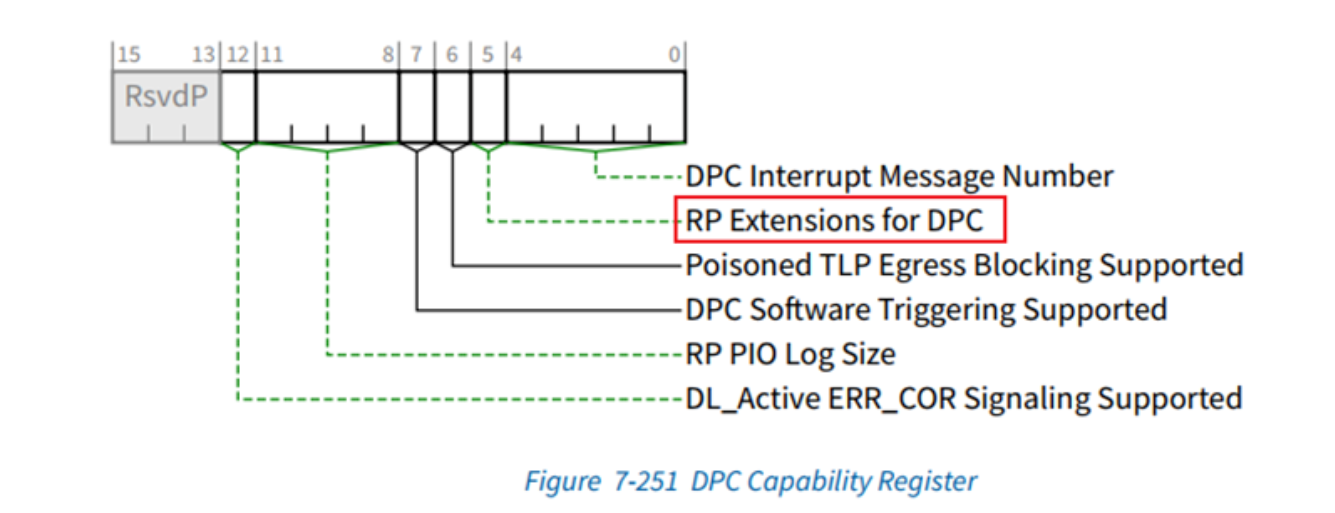 15 13 12 11 8 7 6 5 4 0
RsvdP
DPC Interrupt Message Number
RP Extensions for DPC
Poisoned TLP Egress Blocking Supported
DPC Software Triggering Supported
RP PIO Log Size
DL_Active ERR_COR Signaling Supported
Figure 7-251 DPC Capability Register